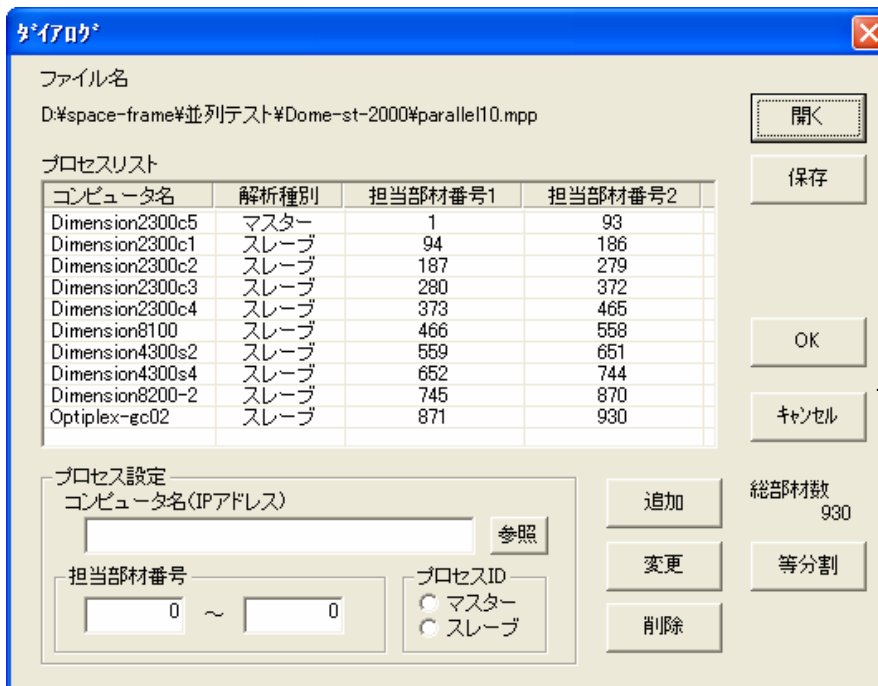 ダイアログ
ファイル名
D:¥space-frame¥並列テスト¥Dome-st-2000¥parallel10.mpp
開く
保存
プロセスリスト
コンピュータ名 解析種別 担当部材番号1 担当部材番号2
Dimension2300c5 マスター 1 93
Dimension2300c1 スレーブ 94 186
Dimension2300c2 スレーブ 187 279
Dimension2300c3 スレーブ 280 372
Dimension2300c4 スレーブ 373 465
Dimension8100 スレーブ 466 558
Dimension4300s2 スレーブ 559 651
Dimension4300s4 スレーブ 652 744
Dimension8200-2 スレーブ 745 870
Optiplex-gc02 スレーブ 871 930
OK
キャンセル
プロセス設定
コンピュータ名(IPアドレス)
参照
担当部材番号
0 ～ 0
プロセスID
マスター
スレーブ
追加
変更
削除
総部材数
930
等分割